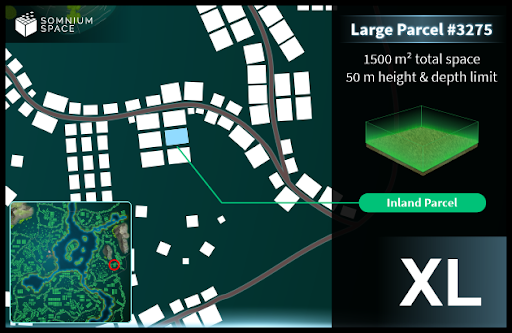 SOMNIUM
SPACE
Large Parcel #3275
1500 m² total space
50 m height & depth limit
Inland Parcel
XL